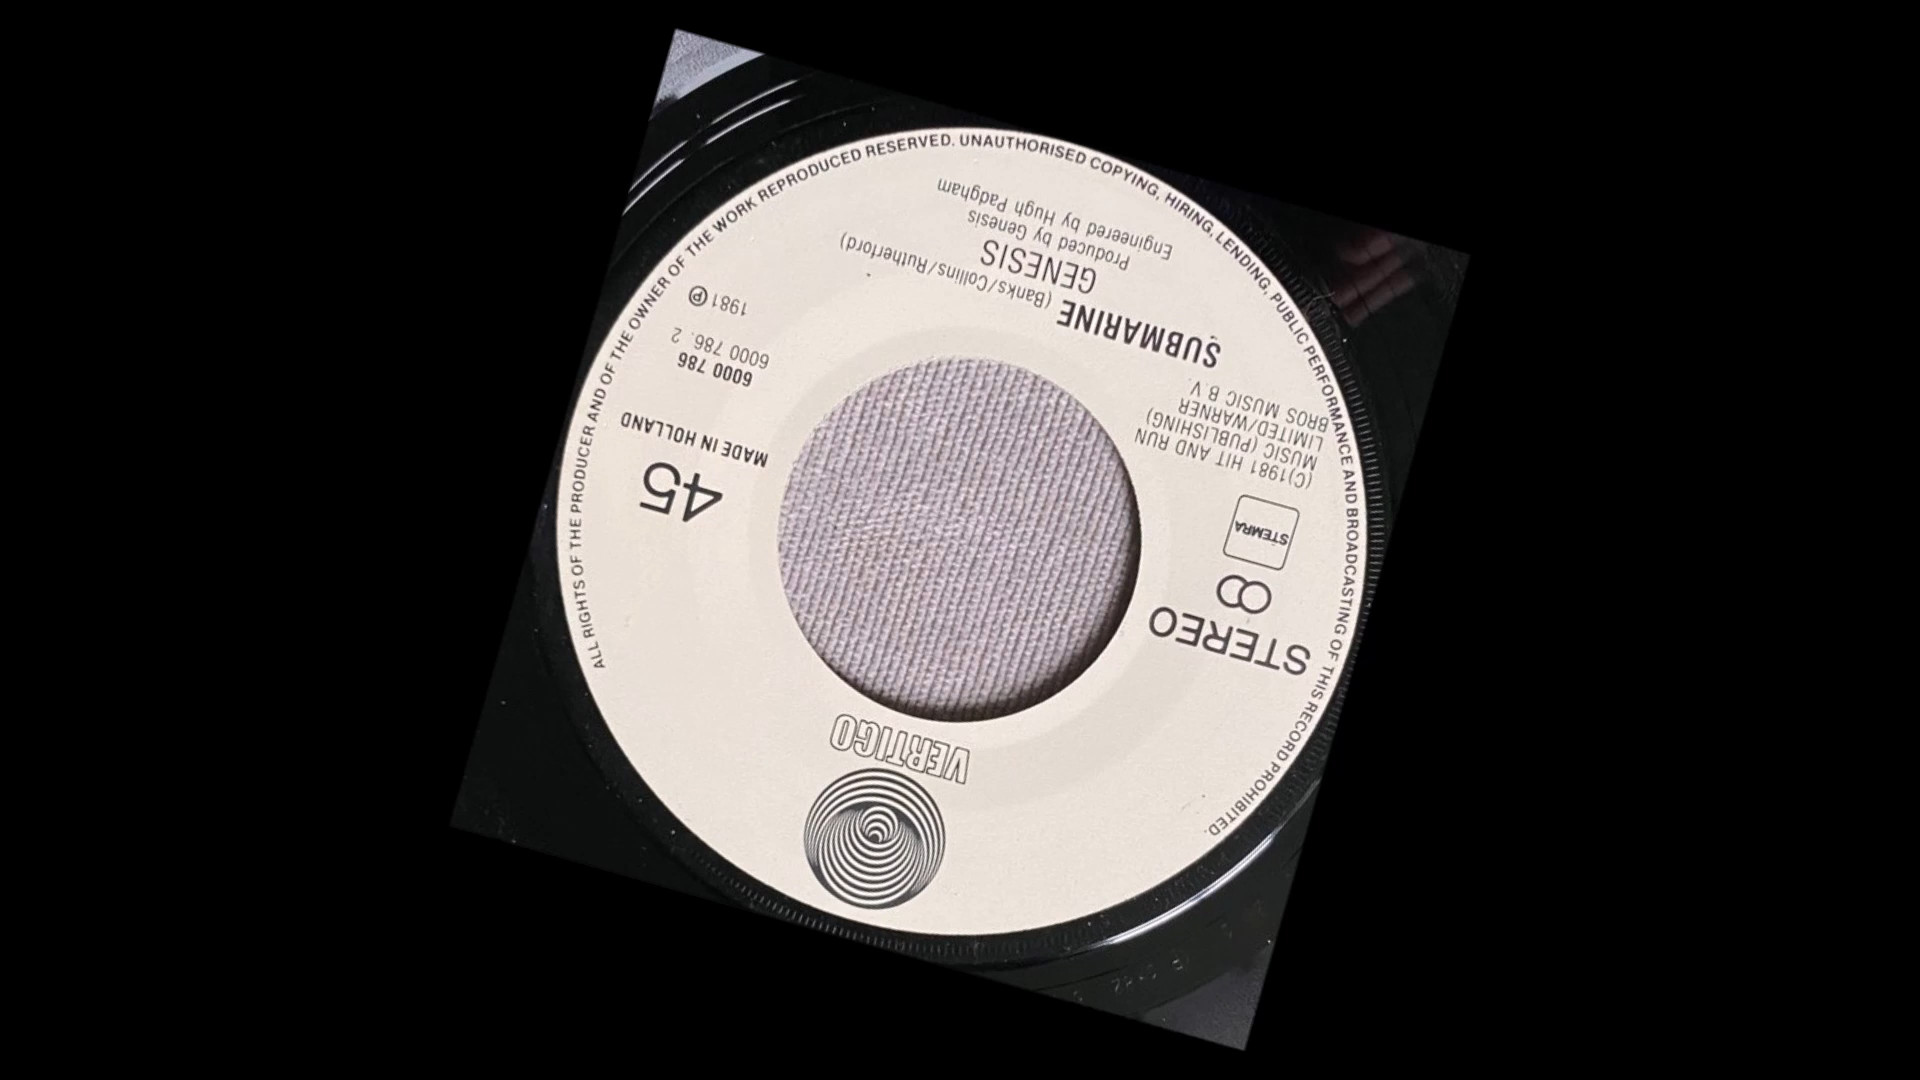 VERTIGO
STEREO
STEMRA
(C)1981 HIT AND RUN
MUSIC (PUBLISHING)
LIMITED/WARNER
BROS MUSIC B.V.
45
MADE IN HOLLAND
6000 786
6000 786.2
1981 Ⓟ
SUBMARINE (Banks/Collins/Rutherford)
GENESIS
Produced by Genesis
Engineered by Hugh Padgham
ALL RIGHTS OF THE PRODUCER AND OF THE OWNER OF THE WORK REPRODUCED RESERVED. UNAUTHORISED COPYING, HIRING, LENDING, PUBLIC PERFORMANCE AND BROADCASTING OF THIS RECORD PROHIBITED.